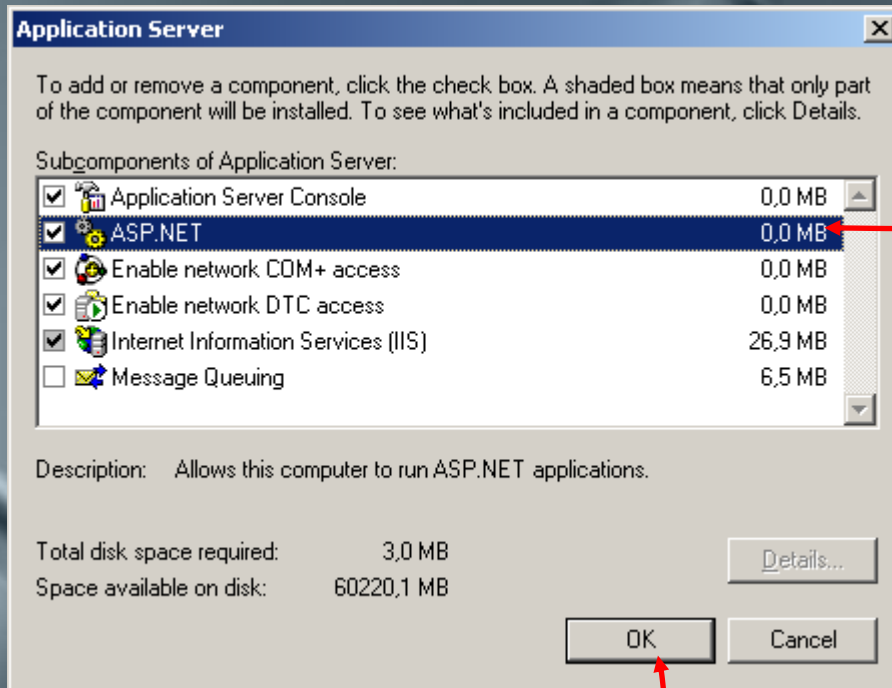 Application Server
To add or remove a component, click the check box. A shaded box means that only part
of the component will be installed. To see what's included in a component, click Details.
Subcomponents of Application Server:
Application Server Console 0,0 MB
ASP.NET 0,0 MB
Enable network COM+ access 0,0 MB
Enable network DTC access 0,0 MB
Internet Information Services (IIS) 26,9 MB
Message Queuing 6,5 MB
Description: Allows this computer to run ASP.NET applications.
Total disk space required: 3,0 MB
Details...
Space available on disk: 60220,1 MB
OK Cancel